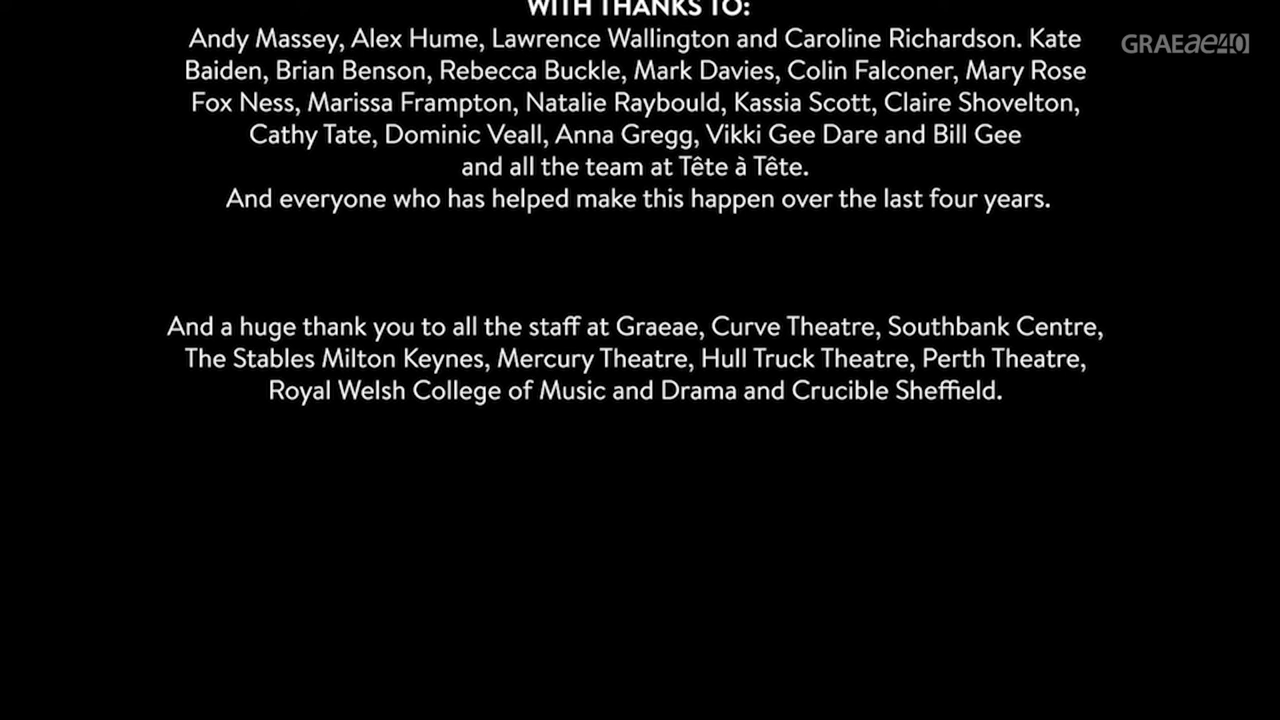 WITH THANKS TO:
GRAEae40
Andy Massey, Alex Hume, Lawrence Wallington and Caroline Richardson. Kate
Baiden, Brian Benson, Rebecca Buckle, Mark Davies, Colin Falconer, Mary Rose
Fox Ness, Marissa Frampton, Natalie Raybould, Kassia Scott, Claire Shovelton,
Cathy Tate, Dominic Veall, Anna Gregg, Vikki Gee Dare and Bill Gee
and all the team at Tête à Tête.
And everyone who has helped make this happen over the last four years.
And a huge thank you to all the staff at Graeae, Curve Theatre, Southbank Centre,
The Stables Milton Keynes, Mercury Theatre, Hull Truck Theatre, Perth Theatre,
Royal Welsh College of Music and Drama and Crucible Sheffield.